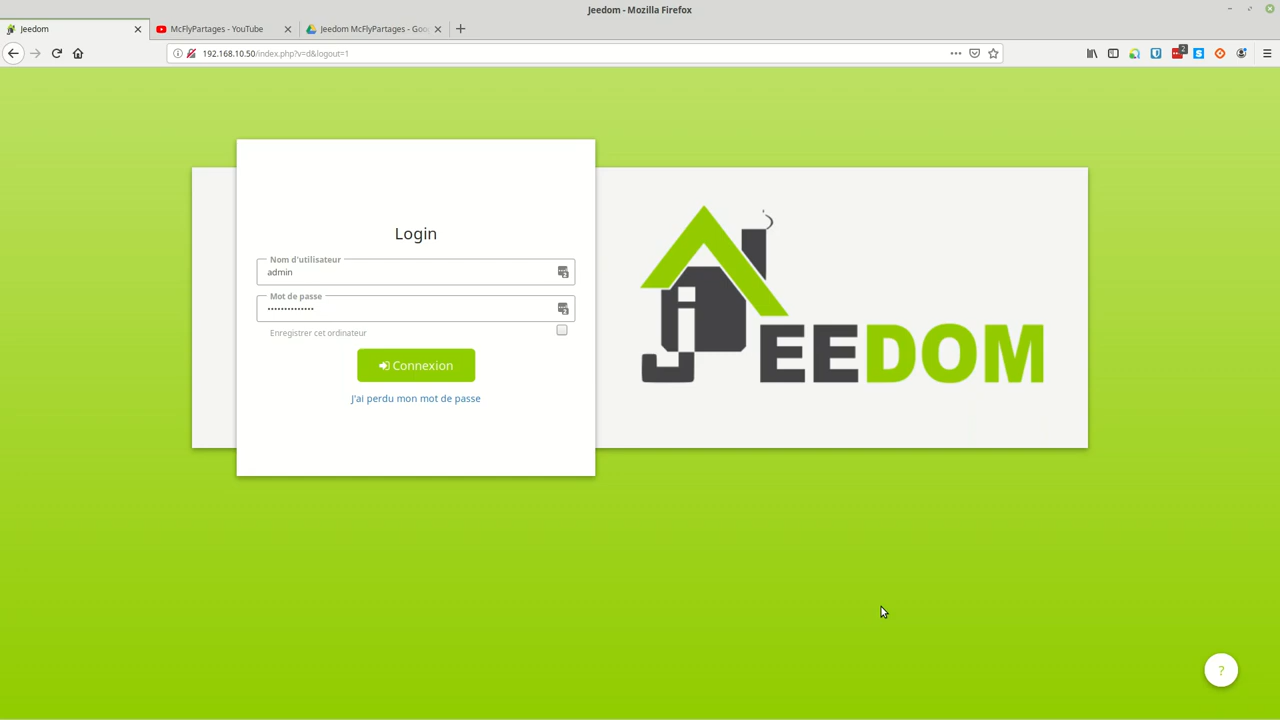 Jeedom - Mozilla Firefox
Jeedom
McFlyPartages - YouTube
Jeedom McFlyPartages - Goo
192.168.10.50/index.php?v=d&logout=1
2
Login
Nom d'utilisateur
admin
Mot de passe
••••••••••••••
Enregistrer cet ordinateur
Connexion
J'ai perdu mon mot de passe
jEEDOM
?